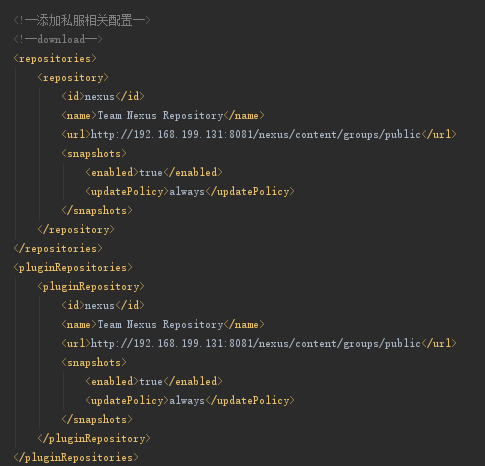 <!--添加私服相关配置-->
<!--download-->
<repositories>
<repository>
<id>nexus</id>
<name>Team Nexus Repository</name>
<url>http://192.168.199.131:8081/nexus/content/groups/public</url>
<snapshots>
<enabled>true</enabled>
<updatePolicy>always</updatePolicy>
</snapshots>
</repository>
</repositories>
<pluginRepositories>
<pluginRepository>
<id>nexus</id>
<name>Team Nexus Repository</name>
<url>http://192.168.199.131:8081/nexus/content/groups/public</url>
<snapshots>
<enabled>true</enabled>
<updatePolicy>always</updatePolicy>
</snapshots>
</pluginRepository>
</pluginRepositories>